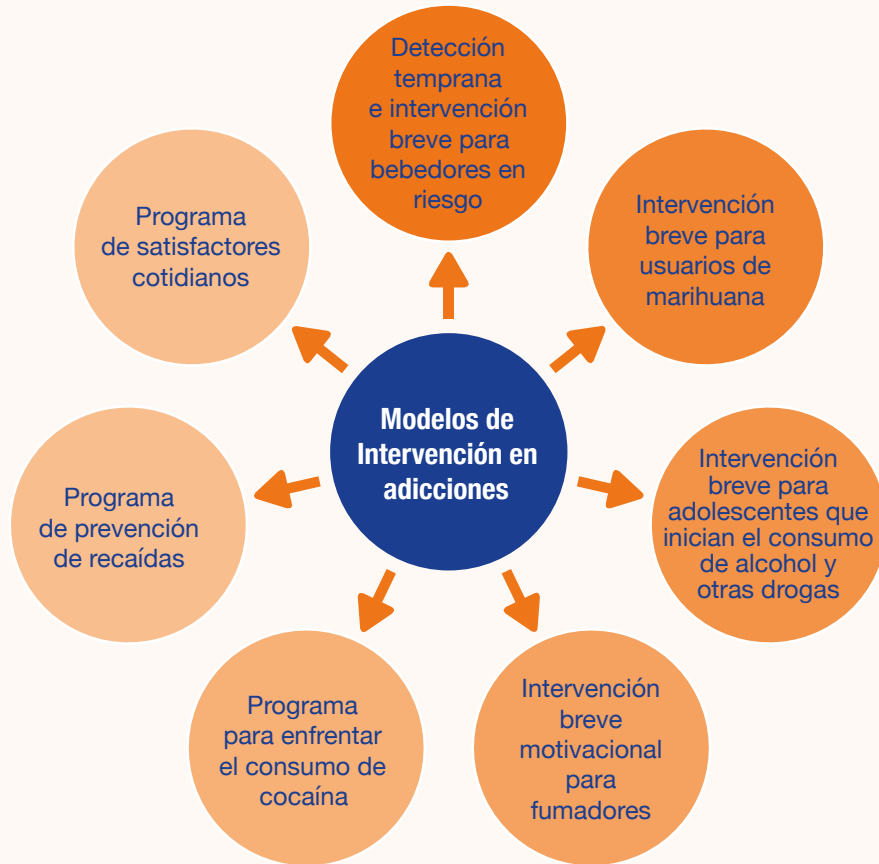 Detección
temprana
e intervención
breve para
bebedores en
riesgo
Intervención
breve para
usuarios de
marihuana
Intervención
breve para
adolescentes que
inician el consumo
de alcohol y
otras drogas
Intervención
breve
motivacional
para
fumadores
Programa
para enfrentar
el consumo de
cocaína
Programa
de prevención
de recaídas
Programa
de satisfactores
cotidianos
Modelos de
Intervención en
adicciones